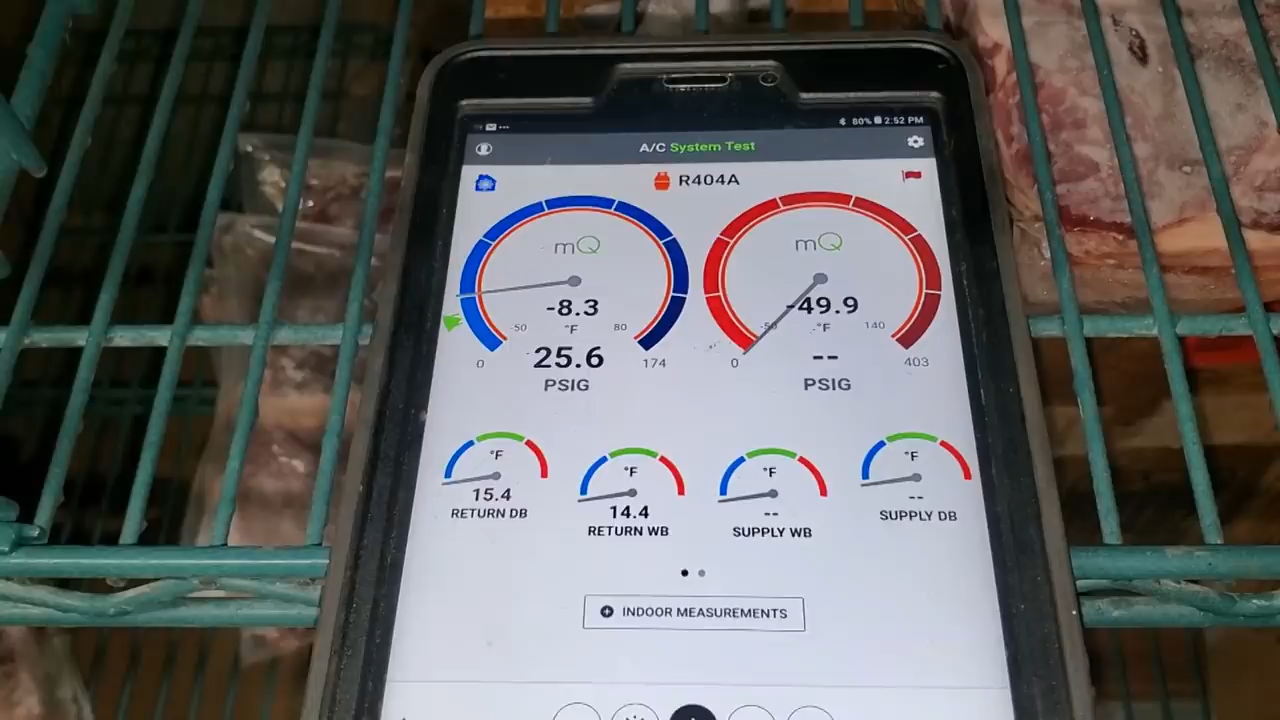 80% 2:52 PM
A/C System Test
R404A
mQ
-8.3
-50 °F 80
0 25.6 174
PSIG
mQ
-49.9
-50 °F 140
0 -- 403
PSIG
°F
15.4
RETURN DB
°F
14.4
RETURN WB
°F
--
SUPPLY WB
°F
--
SUPPLY DB
INDOOR MEASUREMENTS